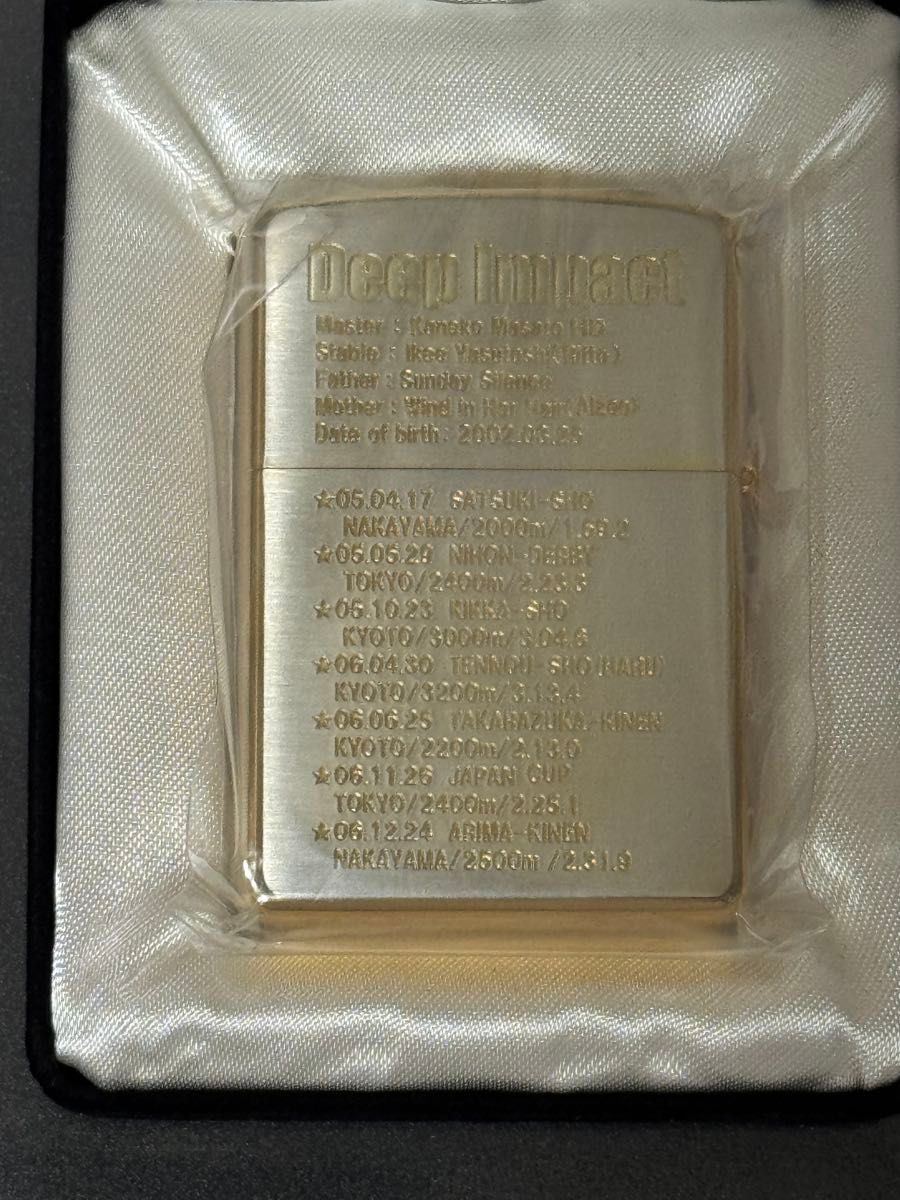 Deep Impact
Master : Kaneko Masato HD
Stable : Ikee Yasutoshi(Ritto)
Father : Sunday Silence
Mother : Wind in Her Hair(Alzao)
Date of birth : 2002.03.25
★05.04.17 SATSUKI-SHO
NAKAYAMA/2000m/1.59.2
★05.05.29 NIHON-DERBY
TOKYO/2400m/2.23.3
★05.10.23 KIKKA-SHO
KYOTO/3000m/3.04.6
★06.04.30 TENNOU-SHO(HARU)
KYOTO/3200m/3.13.4
★06.06.25 TAKARAZUKA-KINEN
KYOTO/2200m/2.13.0
★06.11.26 JAPAN CUP
TOKYO/2400m/2.25.1
★06.12.24 ARIMA-KINEN
NAKAYAMA/2500m /2.31.9